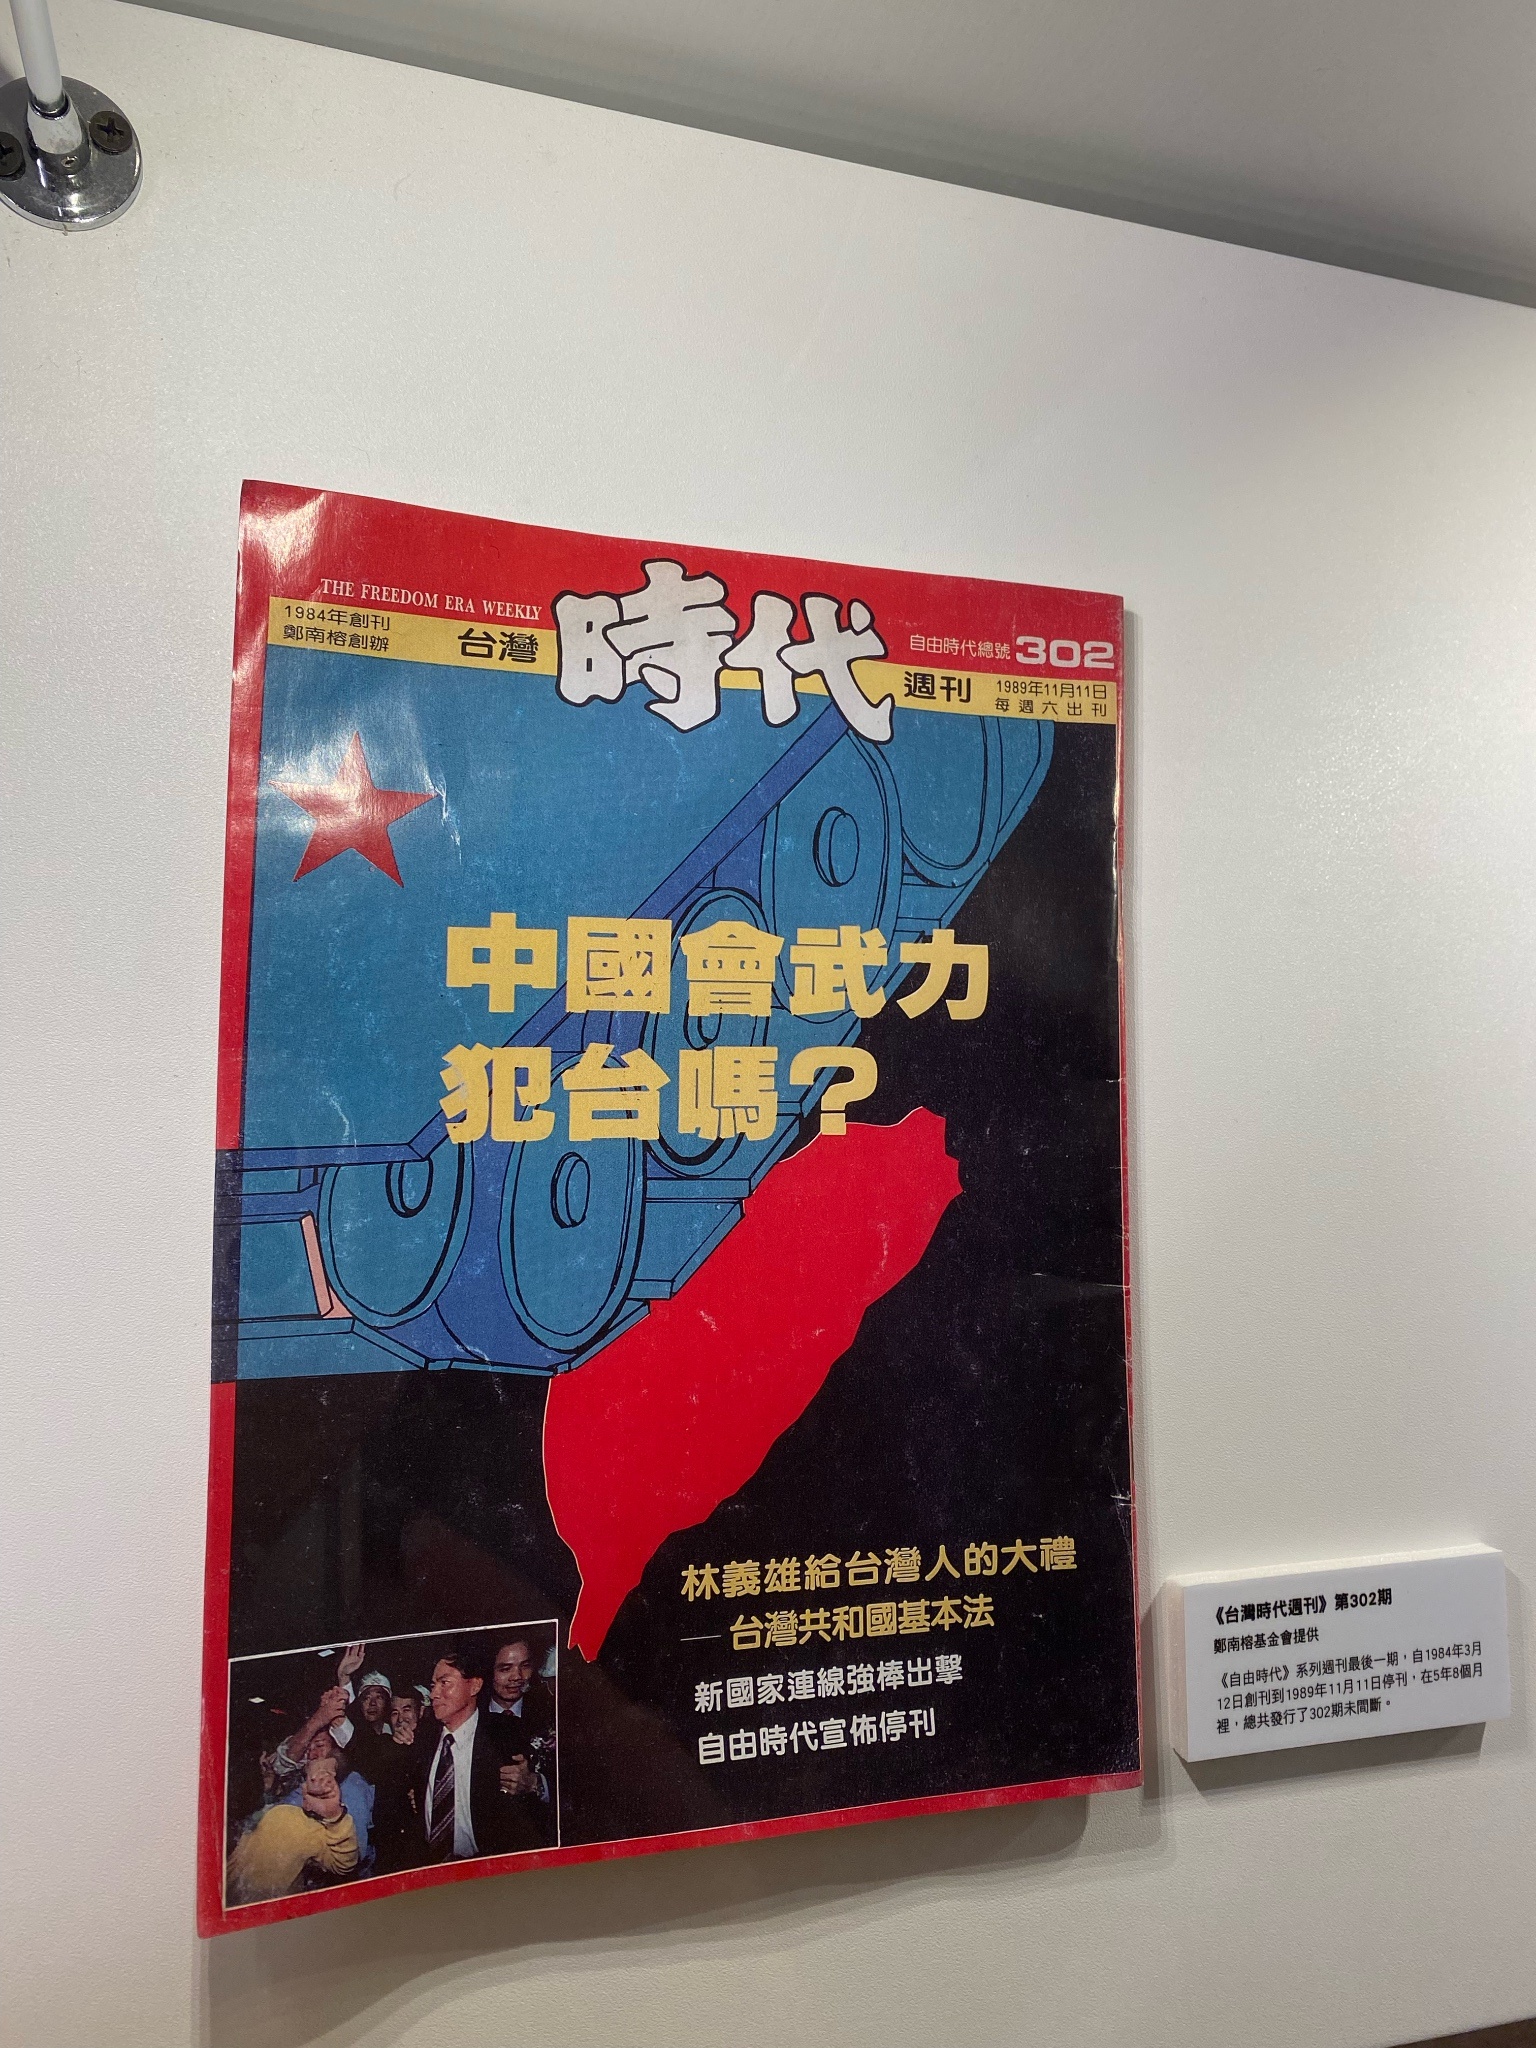 THE FREEDOM ERA WEEKLY
1984年創刊
鄭南榕創辦
台灣
時代
週刊
自由時代總號 302
1989年11月11日
每週六出刊
中國會武力
犯台嗎？
林義雄給台灣人的大禮
——台灣共和國基本法
新國家連線強棒出擊
自由時代宣佈停刊
《台灣時代週刊》第302期
鄭南榕基金會提供
《自由時代》系列週刊最後一期，自1984年3月
12日創刊到1989年11月11日停刊，在5年8個月
裡，總共發行了302期未間斷。